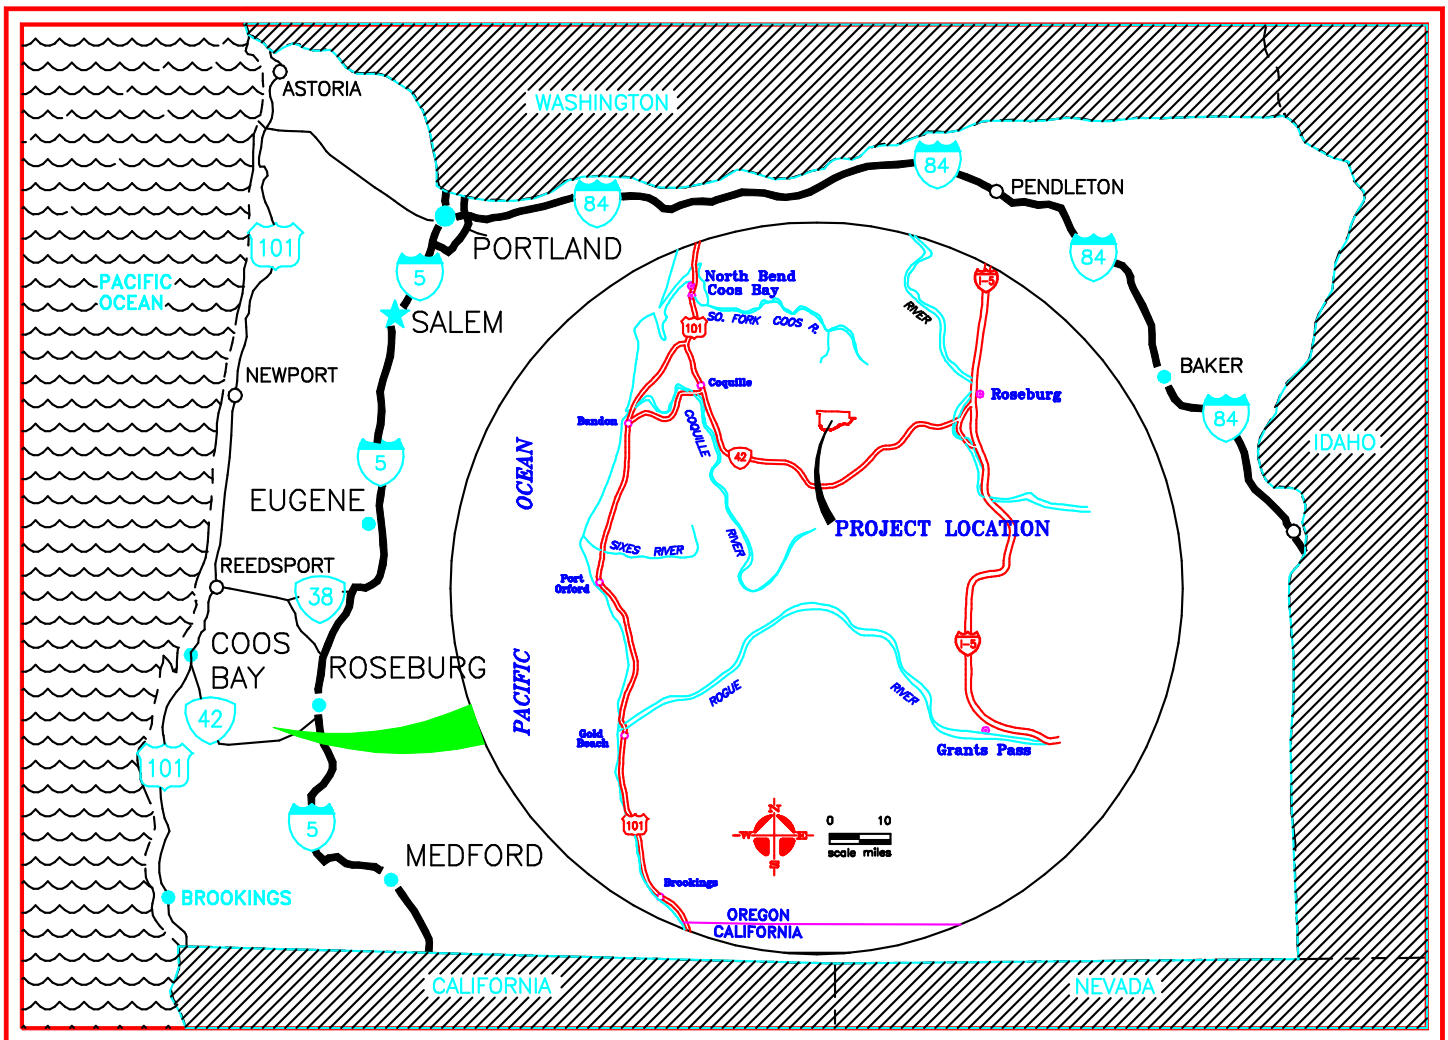 WASHINGTON
ASTORIA
84
PENDLETON
84
101
PORTLAND
84
5
PACIFIC
OCEAN
SALEM
NEWPORT
BAKER
84
IDAHO
5
EUGENE
REEDSPORT
38
COOS
BAY
ROSEBURG
42
101
5
MEDFORD
BROOKINGS
CALIFORNIA
NEVADA
North Bend
Coos Bay
SO. FORK COOS R.
RIVER
I-5
101
Coquille
Roseburg
Bandon
COQUILLE
42
OCEAN
PROJECT LOCATION
SIXES RIVER
RIVER
Port
Orford
I-5
PACIFIC
ROGUE
RIVER
Gold
Beach
Grants Pass
N
W
E
S
0 10
scale miles
101
Brookings
OREGON
CALIFORNIA